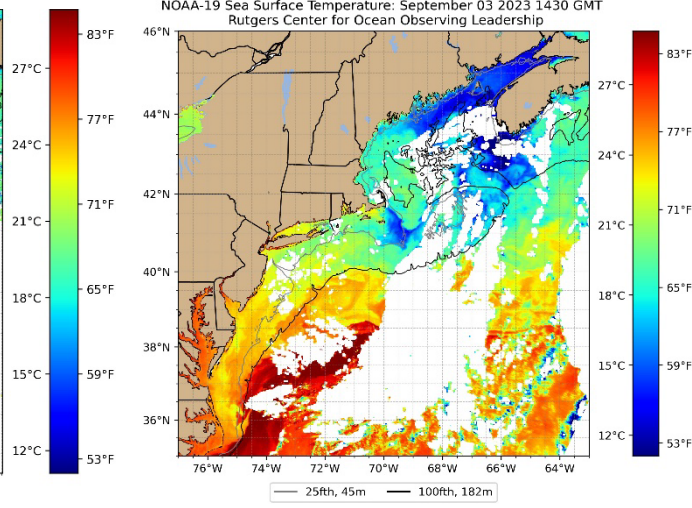 NOAA-19 Sea Surface Temperature: September 03 2023 1430 GMT
Rutgers Center for Ocean Observing Leadership
27°C
24°C
21°C
18°C
15°C
12°C
83°F
77°F
71°F
65°F
59°F
53°F
46°N
44°N
42°N
40°N
38°N
36°N
76°W 74°W 72°W 70°W 68°W 66°W 64°W
27°C
24°C
21°C
18°C
15°C
12°C
83°F
77°F
71°F
65°F
59°F
53°F
25fth, 45m 100fth, 182m